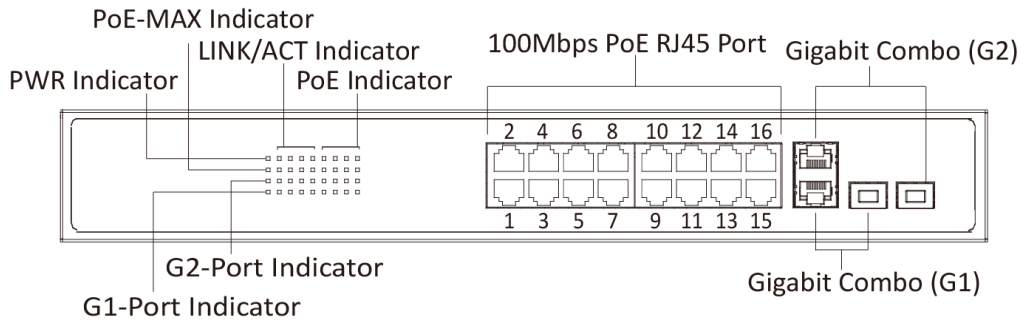 PoE-MAX Indicator
LINK/ACT Indicator
PWR Indicator
PoE Indicator
100Mbps PoE RJ45 Port
Gigabit Combo (G2)
2 4 6 8 10 12 14 16
1 3 5 7 9 11 13 15
G2-Port Indicator
G1-Port Indicator
Gigabit Combo (G1)